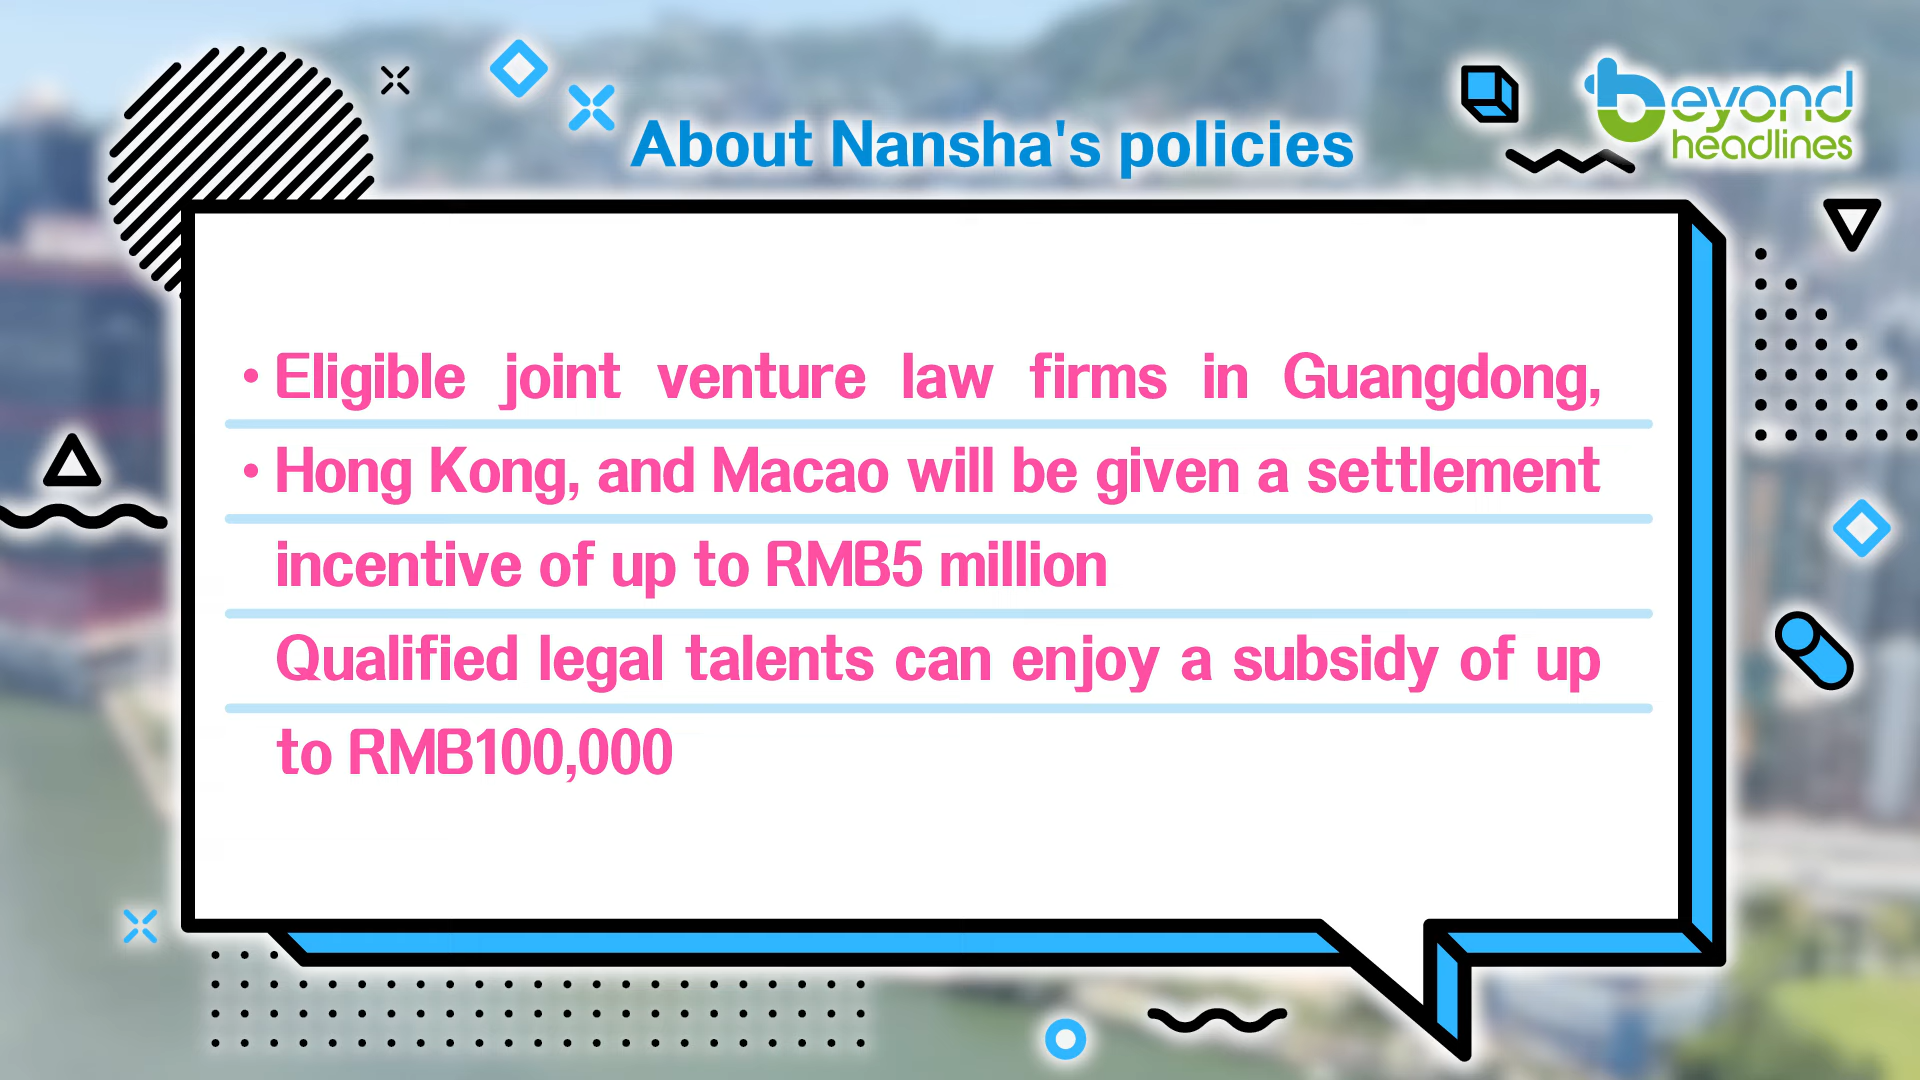 beyond
headlines
About Nansha's policies
• Eligible joint venture law firms in Guangdong,
• Hong Kong, and Macao will be given a settlement
incentive of up to RMB5 million
Qualified legal talents can enjoy a subsidy of up
to RMB100,000